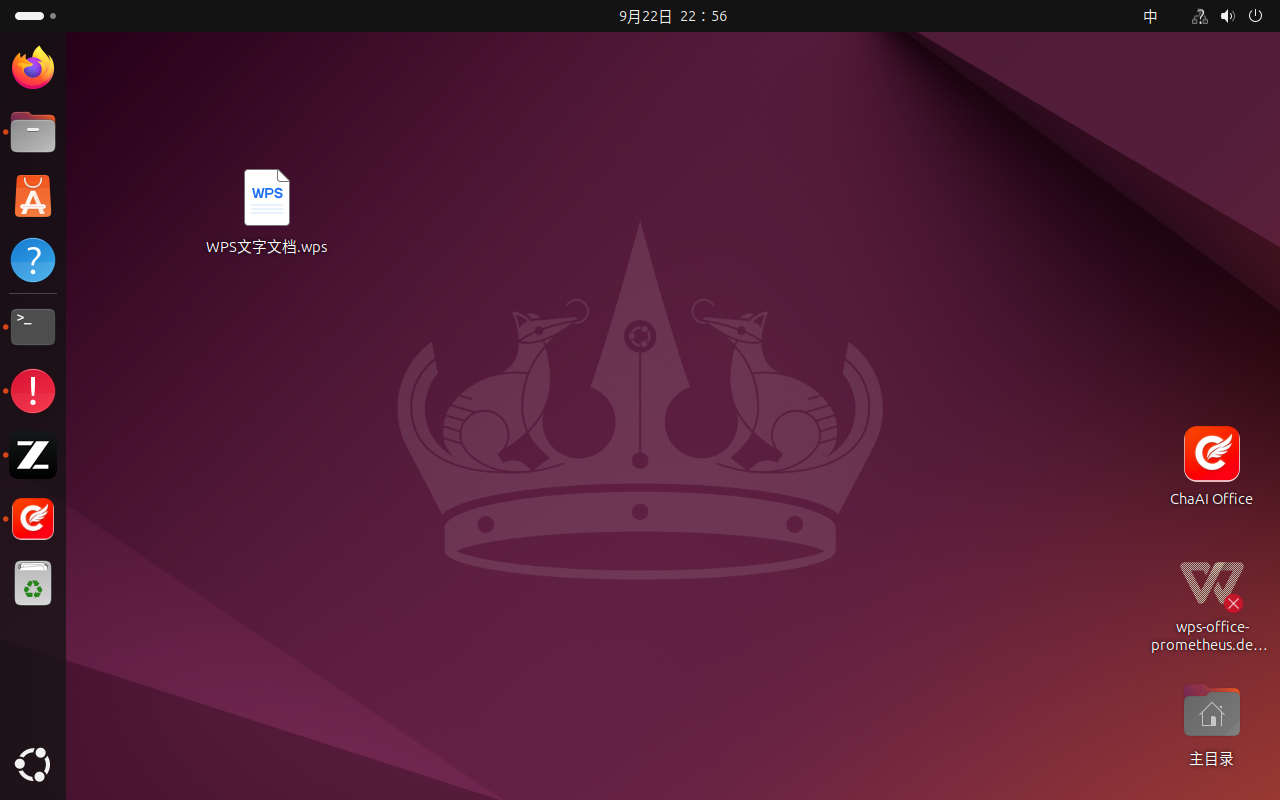 9月22日 22：56
中
WPS
WPS文字文档.wps
ChaAI Office
wps-office-
prometheus.de…
主目录